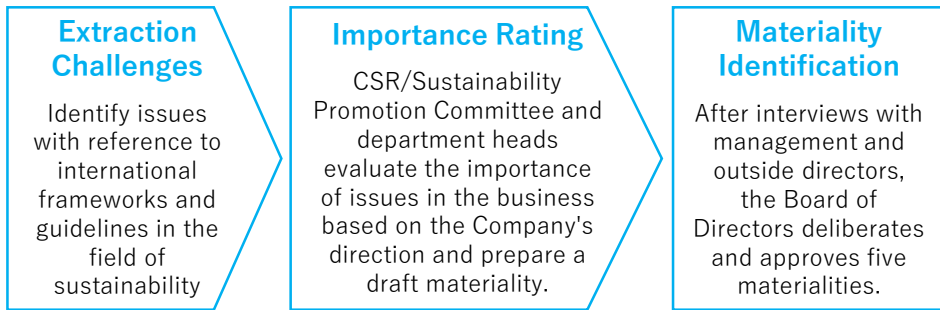 Extraction
Challenges
Identify issues
with reference to
international
frameworks and
guidelines in the
field of
sustainability
Importance Rating
CSR/Sustainability
Promotion Committee and
department heads
evaluate the importance
of issues in the business
based on the Company's
direction and prepare a
draft materiality.
Materiality
Identification
After interviews with
management and
outside directors,
the Board of
Directors deliberates
and approves five
materialities.